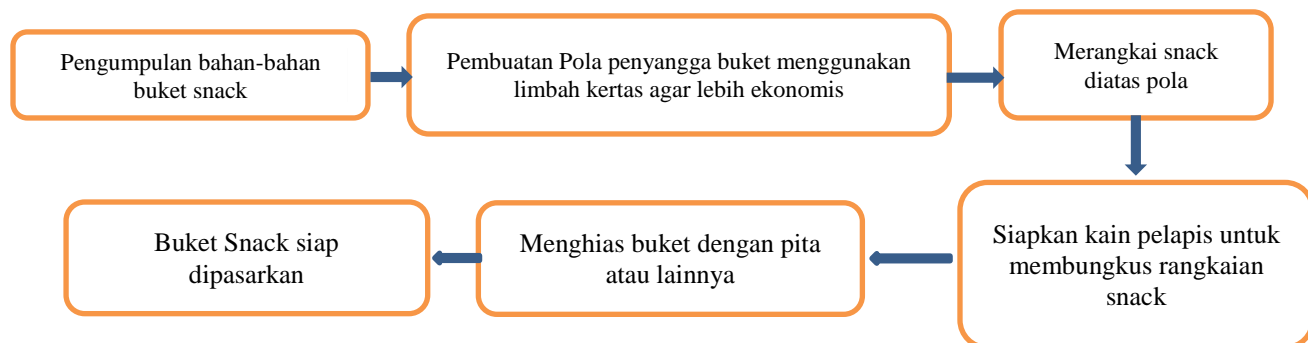 Pengumpulan bahan-bahan
buket snack
Pembuatan Pola penyangga buket menggunakan
limbah kertas agar lebih ekonomis
Merangkai snack
diatas pola
Siapkan kain pelapis untuk
membungkus rangkaian
snack
Menghias buket dengan pita
atau lainnya
Buket Snack siap
dipasarkan